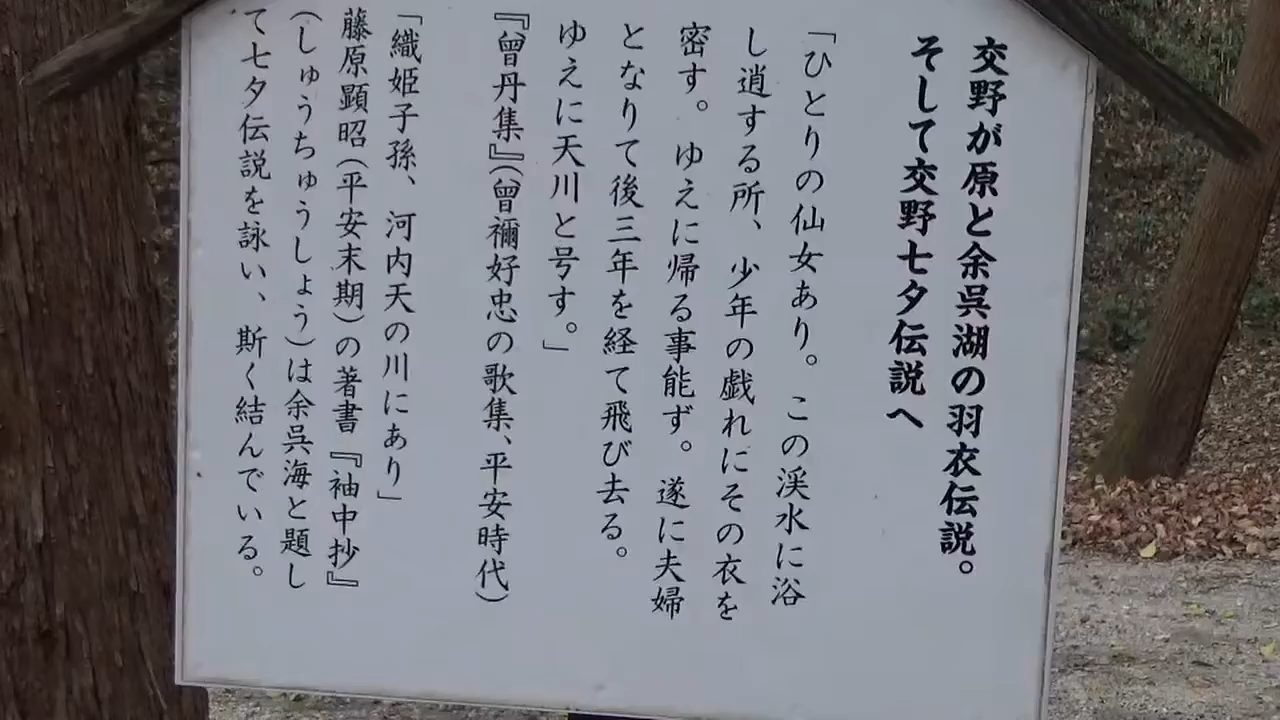 交野が原と余呉湖の羽衣伝説。
そして交野七夕伝説へ
「ひとりの仙女あり。この渓水に浴
し逍する所、少年の戯れにその衣を
密す。ゆえに帰る事能ず。遂に夫婦
となりて後三年を経て飛び去る。
ゆえに天川と号す。」
『曾丹集』(曾禰好忠の歌集、平安時代)
「織姫子孫、河内天の川にあり」
藤原顕昭(平安末期)の著書『袖中抄』
(しゅうちゅうしょう)は余呉海と題し
て七夕伝説を詠い、斯く結んでいる。